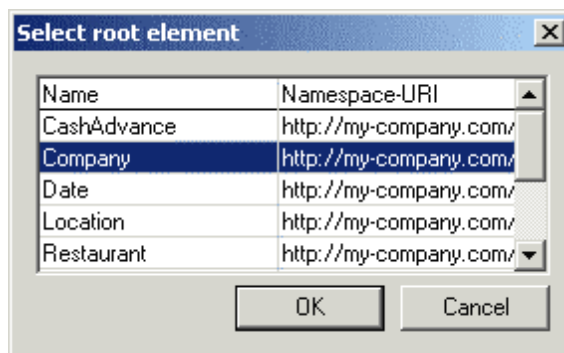 Select root element
Name Namespace-URI
CashAdvance http://my-company.com/
Company http://my-company.com/
Date http://my-company.com/
Location http://my-company.com/
Restaurant http://my-company.com/
OK Cancel